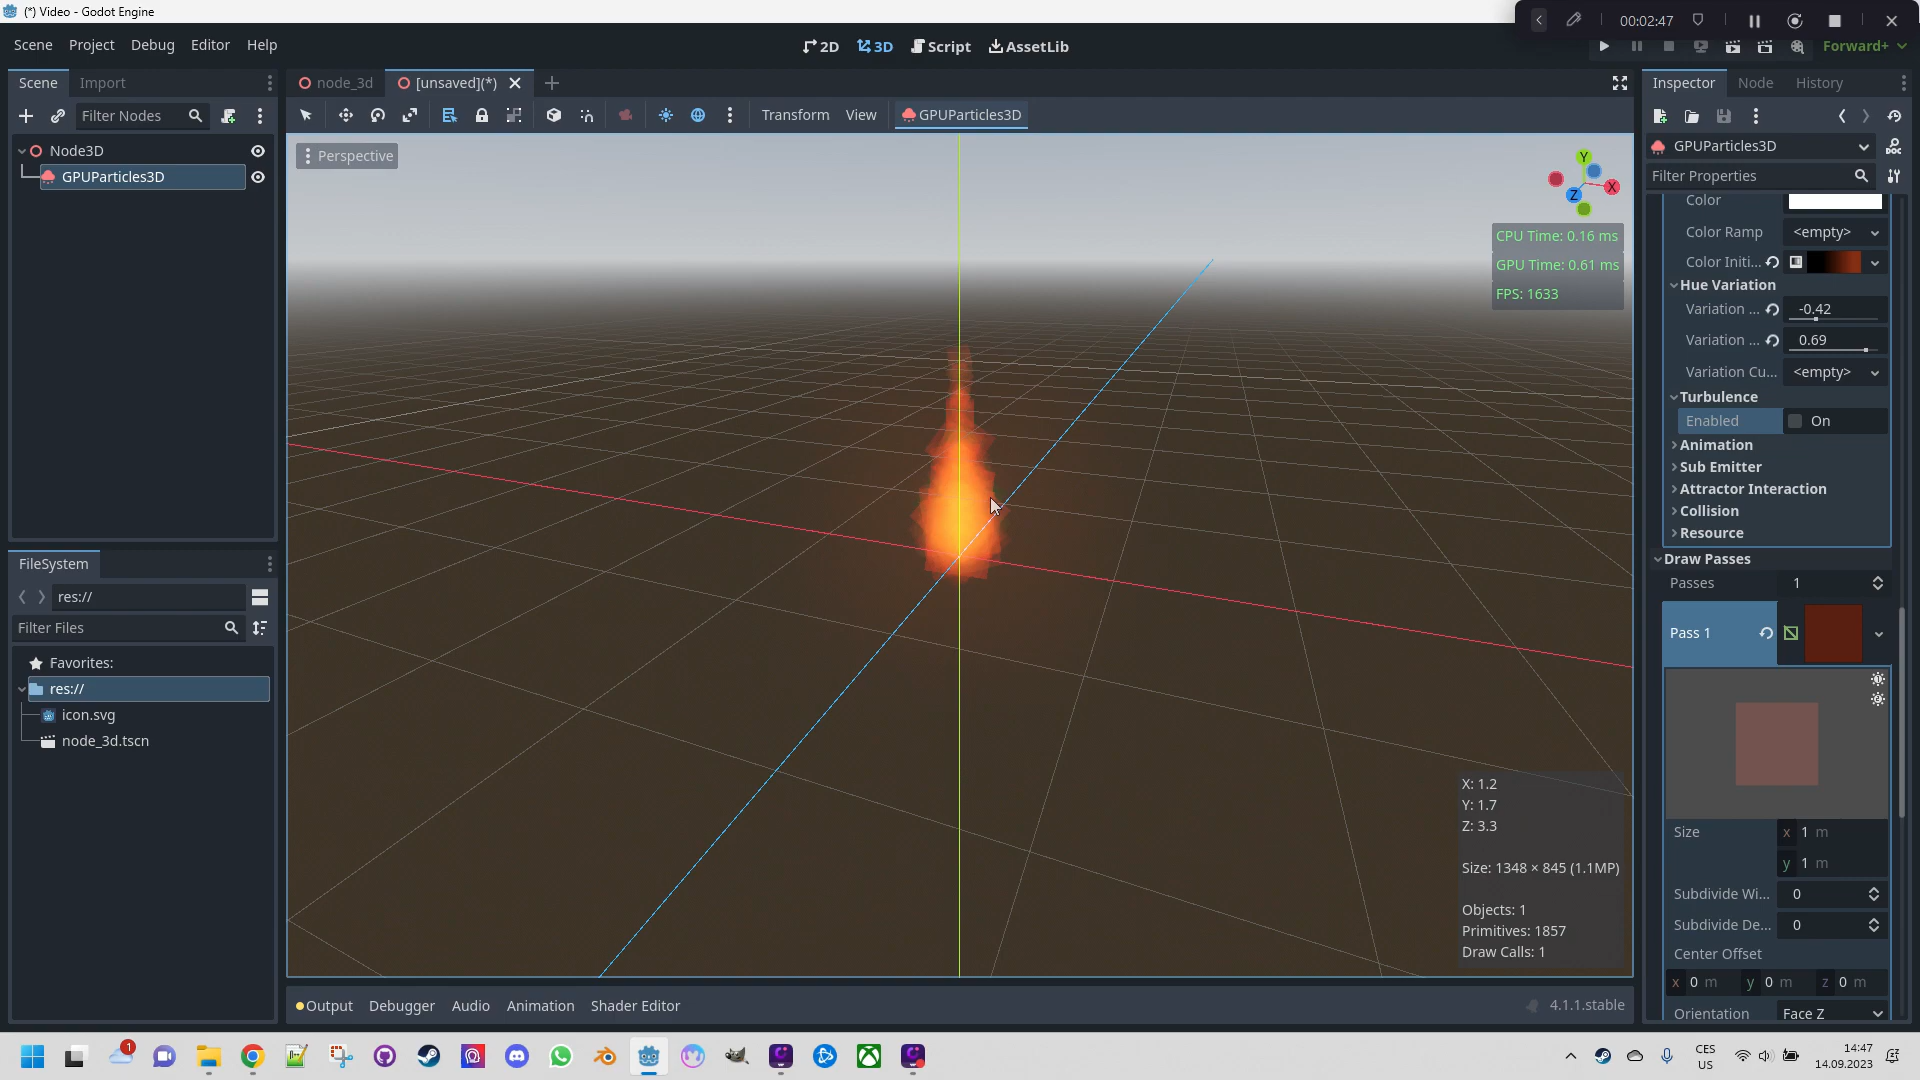 (*) Video - Godot Engine
00:02:47
Scene Project Debug Editor Help
2D 3D Script AssetLib
Forward+
Scene Import
node_3d [unsaved](*)
Inspector Node History
Filter Nodes
Transform View GPUParticles3D
Node3D
GPUParticles3D
Perspective
Y
X
Z
CPU Time: 0.16 ms
GPU Time: 0.61 ms
FPS: 1633
GPUParticles3D
Filter Properties
Color
Color Ramp <empty>
Color Initi...
Hue Variation
Variation ... -0.42
Variation ... 0.69
Variation Cu... <empty>
Turbulence
Enabled On
Animation
Sub Emitter
Attractor Interaction
Collision
Resource
Draw Passes
Passes 1
Pass 1
Size x 1 m
y 1 m
Subdivide Wi... 0
Subdivide De... 0
Center Offset
x 0 m y 0 m z 0 m
Orientation Face Z
FileSystem
res://
Filter Files
Favorites:
res://
icon.svg
node_3d.tscn
X: 1.2
Y: 1.7
Z: 3.3
Size: 1348 × 845 (1.1MP)
Objects: 1
Primitives: 1857
Draw Calls: 1
Output Debugger Audio Animation Shader Editor
4.1.1.stable
1
CES
US
14:47
14.09.2023